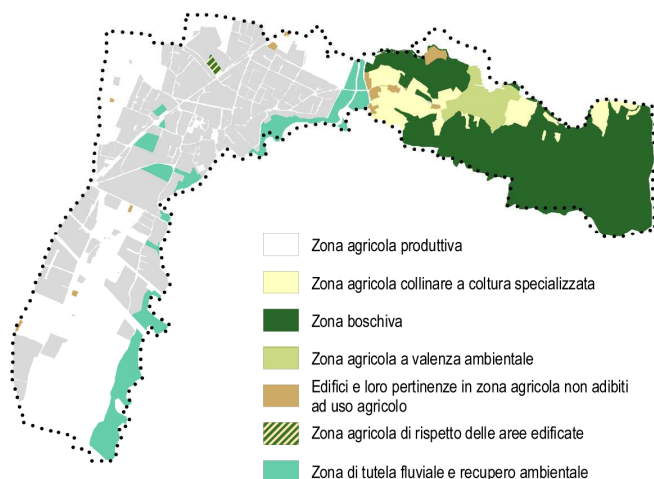 Zona agricola produttiva
Zona agricola collinare a coltura specializzata
Zona boschiva
Zona agricola a valenza ambientale
Edifici e loro pertinenze in zona agricola non adibiti
ad uso agricolo
Zona agricola di rispetto delle aree edificate
Zona di tutela fluviale e recupero ambientale